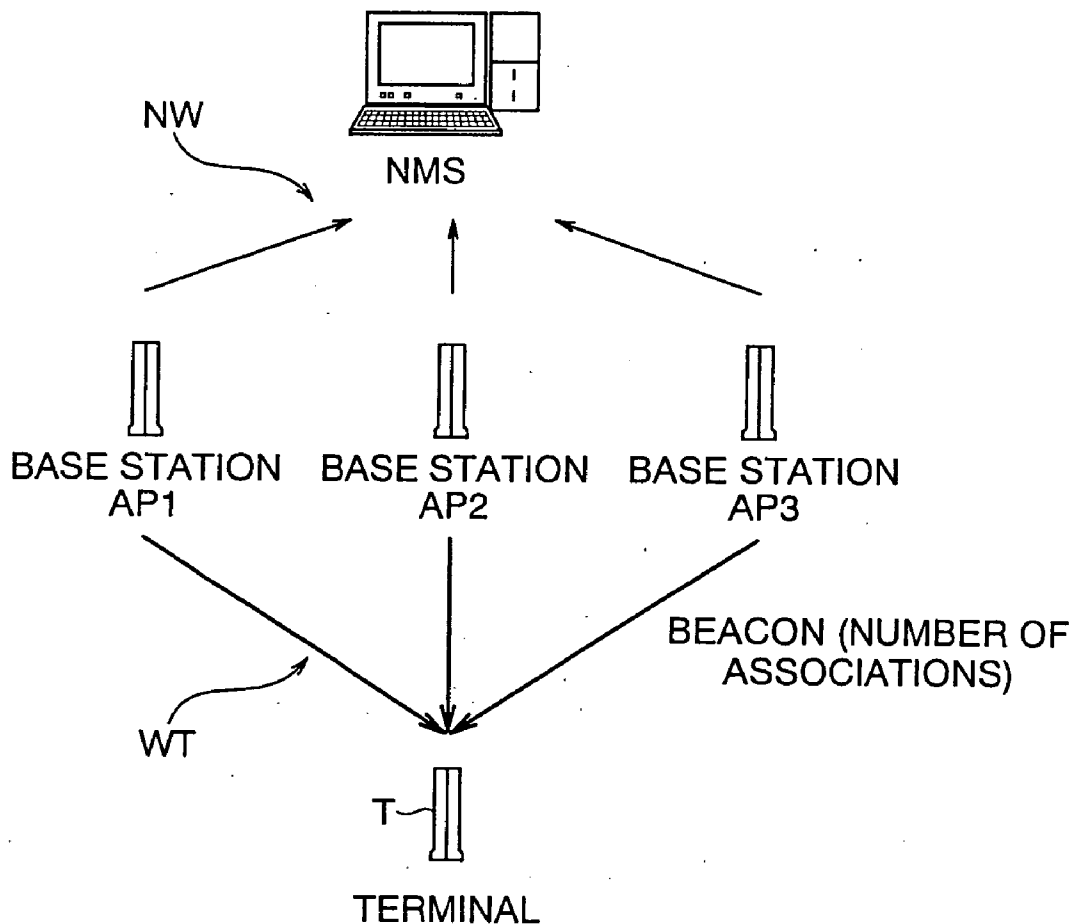 NW
NMS
BASE STATION
AP1
BASE STATION
AP2
BASE STATION
AP3
BEACON (NUMBER OF
ASSOCIATIONS)
WT
T
TERMINAL